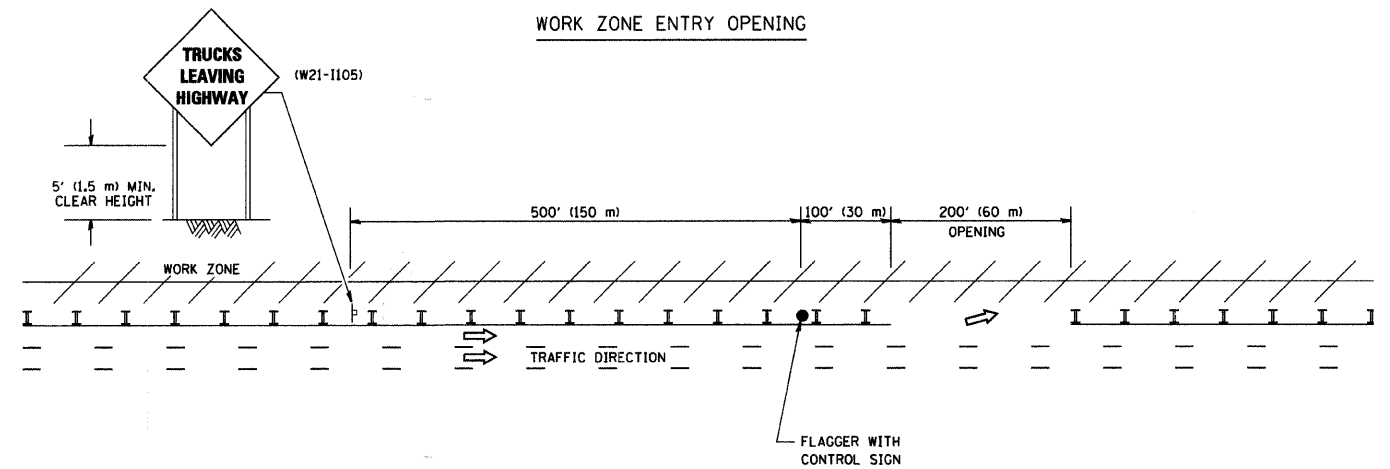 WORK ZONE ENTRY OPENING
TRUCKS
LEAVING
HIGHWAY
(W21-I105)
5' (1.5 m) MIN.
CLEAR HEIGHT
500' (150 m)
100' (30 m)
200' (60 m)
OPENING
WORK ZONE
TRAFFIC DIRECTION
FLAGGER WITH
CONTROL SIGN